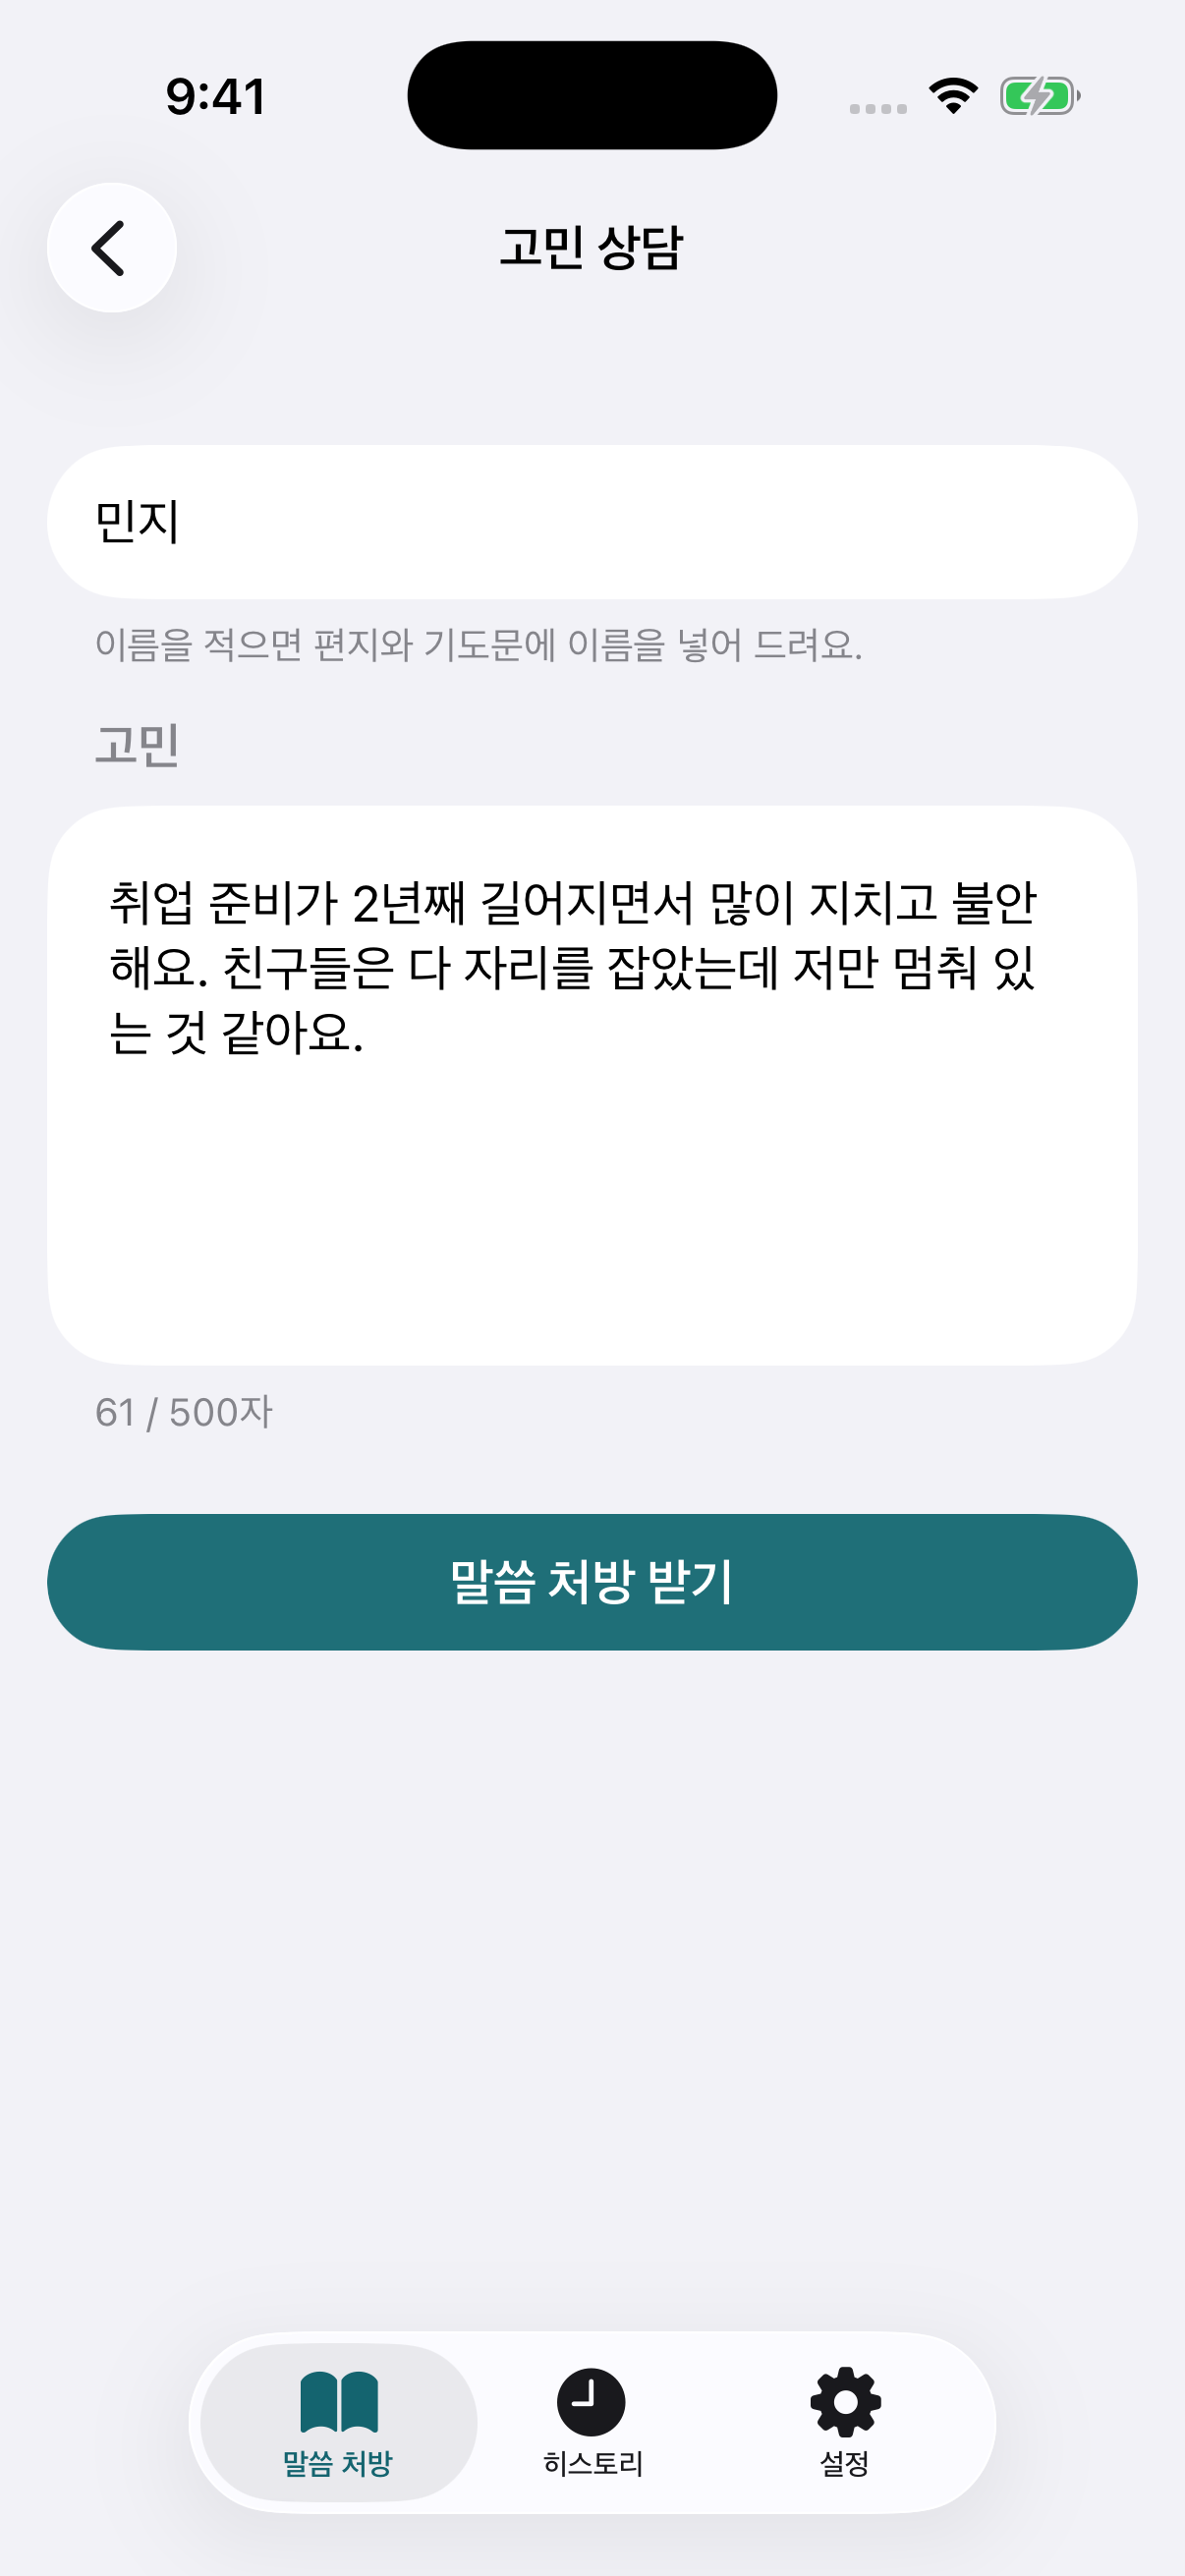 9:41
고민 상담
민지
이름을 적으면 편지와 기도문에 이름을 넣어 드려요.
고민
취업 준비가 2년째 길어지면서 많이 지치고 불안
해요. 친구들은 다 자리를 잡았는데 저만 멈춰 있
는 것 같아요.
61 / 500자
말씀 처방 받기
말씀 처방
히스토리
설정